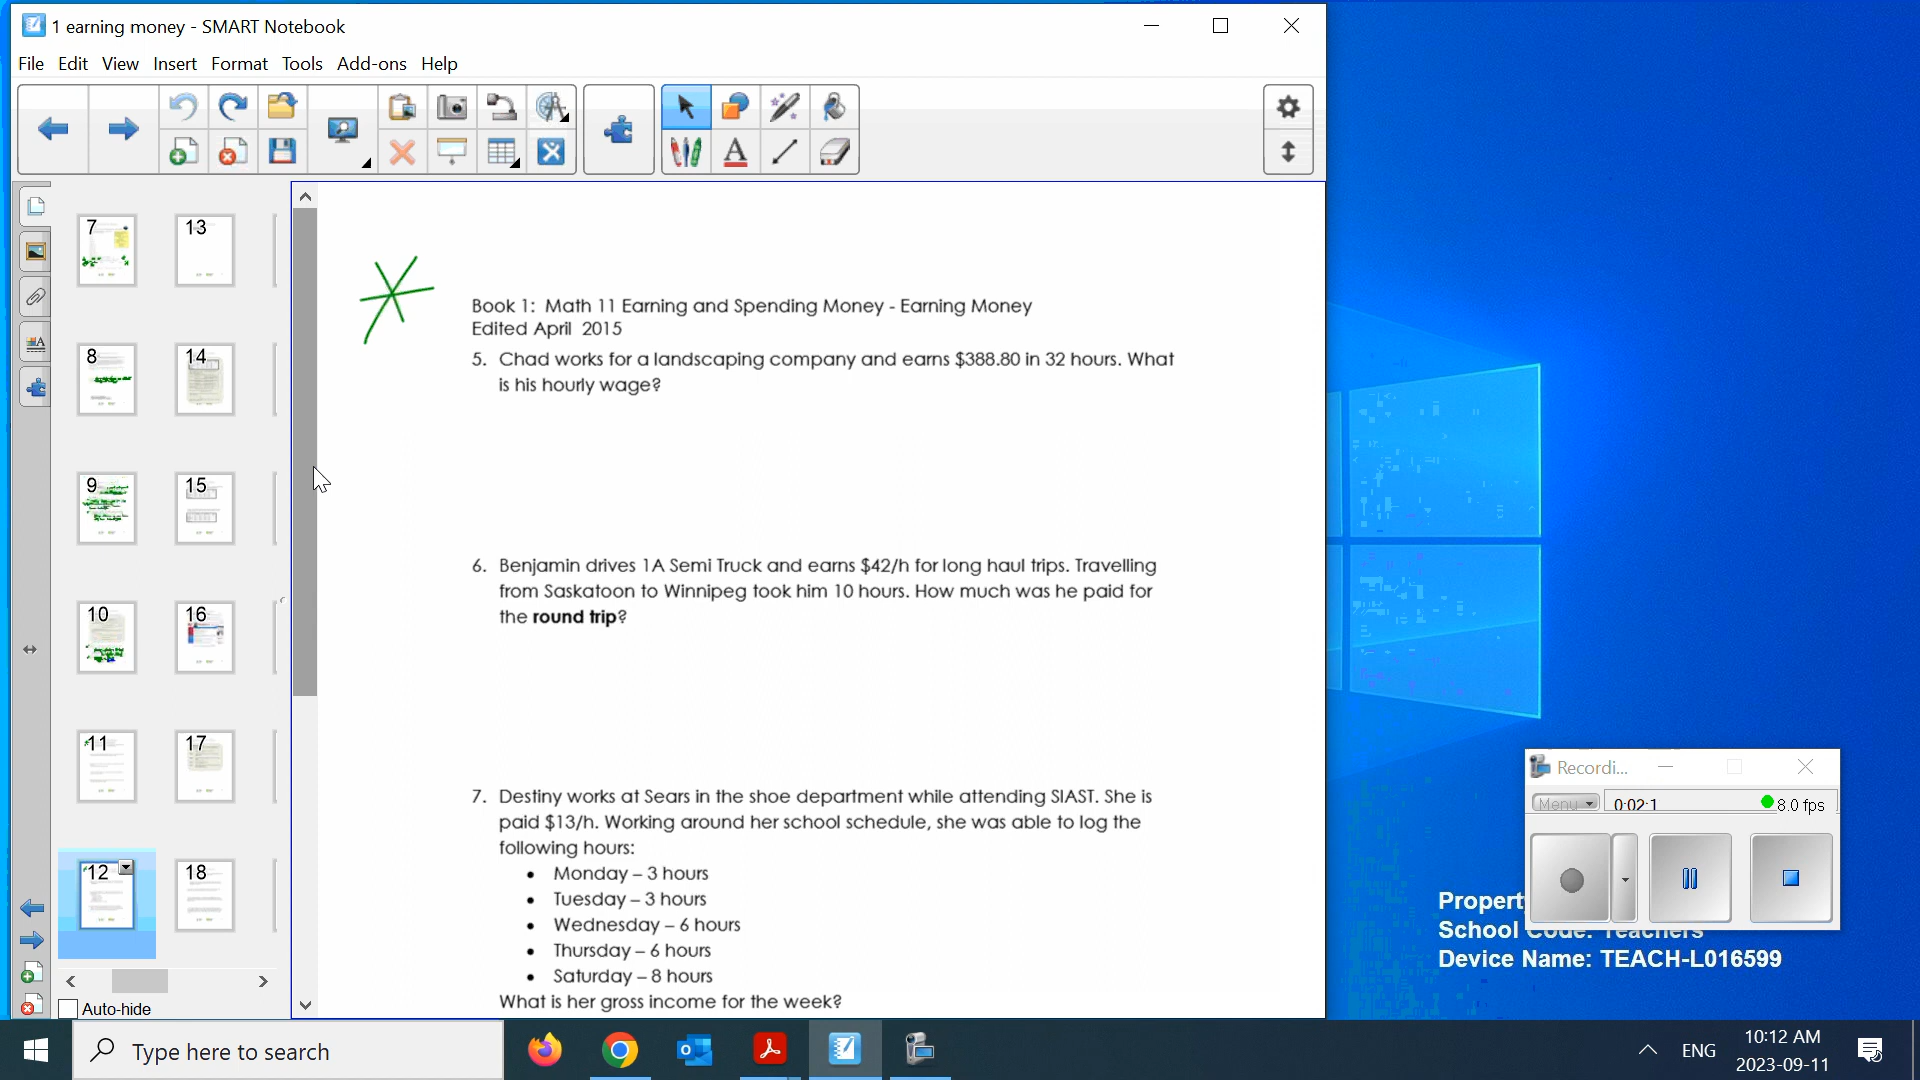 1 earning money - SMART Notebook
File Edit View Insert Format Tools Add-ons Help
7
13
8
14
9
15
10
16
11
17
12
18
Auto-hide
Book 1:  Math 11 Earning and Spending Money - Earning Money
Edited April  2015
5.  Chad works for a landscaping company and earns $388.80 in 32 hours. What
is his hourly wage?
6.  Benjamin drives 1A Semi Truck and earns $42/h for long haul trips. Travelling
from Saskatoon to Winnipeg took him 10 hours. How much was he paid for
the round trip?
7.  Destiny works at Sears in the shoe department while attending SIAST. She is
paid $13/h. Working around her school schedule, she was able to log the
following hours:
• Monday – 3 hours
• Tuesday – 3 hours
• Wednesday – 6 hours
• Thursday – 6 hours
• Saturday – 8 hours
What is her gross income for the week?
Recordi...
Menu
0:02:1
8.0 fps
Propert
School Code: Teachers
Device Name: TEACH-L016599
Type here to search
ENG
10:12 AM
2023-09-11